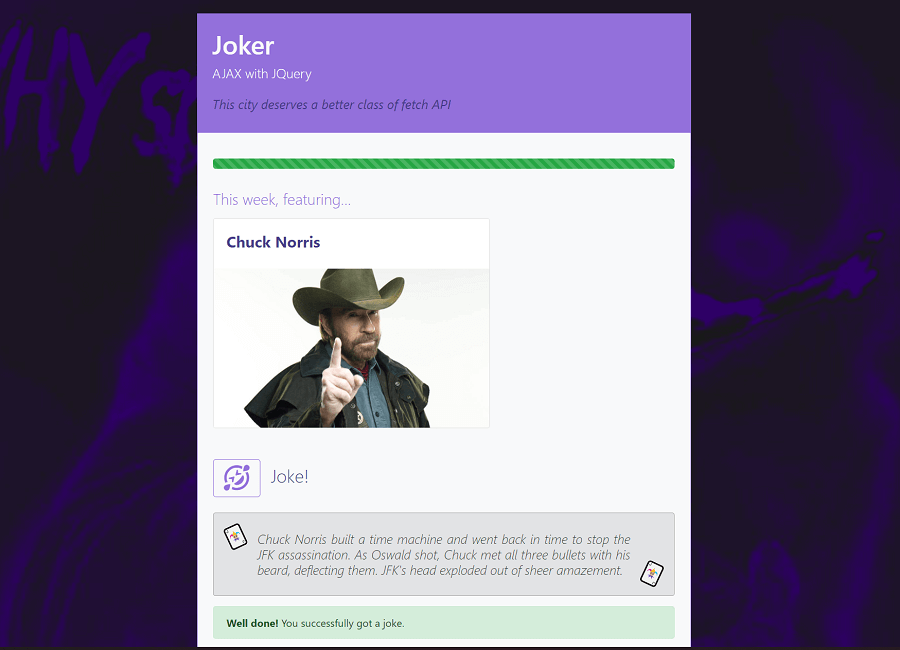 HY so
Joker
AJAX with JQuery
This city deserves a better class of fetch API
This week, featuring...
Chuck Norris
Joke!
Chuck Norris built a time machine and went back in time to stop the
JFK assassination. As Oswald shot, Chuck met all three bullets with his
beard, deflecting them. JFK's head exploded out of sheer amazement.
Well done! You successfully got a joke.